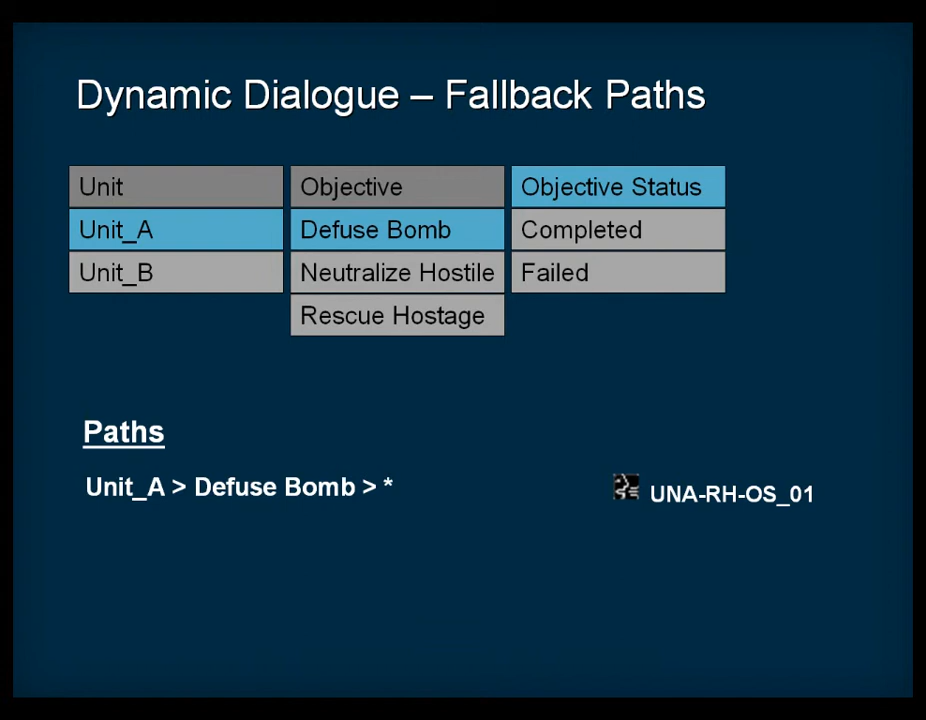 Dynamic Dialogue – Fallback Paths
Unit Objective Objective Status
Unit_A Defuse Bomb Completed
Unit_B Neutralize Hostile Failed
Rescue Hostage
Paths
Unit_A > Defuse Bomb > * UNA-RH-OS_01